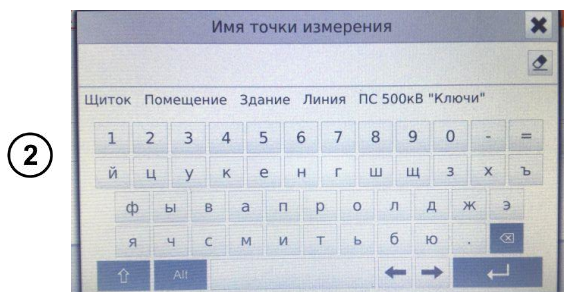 Имя точки измерения
Щиток Помещение Здание Линия ПС 500кВ "Ключи"
2
1 2 3 4 5 6 7 8 9 0 - =
й ц у к е н г ш щ з х ъ
ф ы в а п р о л д ж э
я ч с м и т ь б ю .
Alt